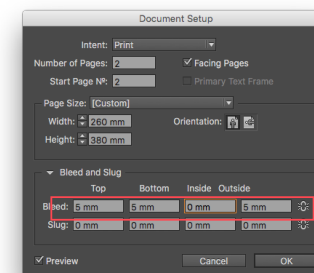 Document Setup
Intent: Print
Number of Pages: 2 Facing Pages
Start Page Nº: 2 Primary Text Frame
Page Size: [Custom]
Width: 260 mm Orientation:
Height: 380 mm
Bleed and Slug
Top Bottom Inside Outside
Bleed: 5 mm 5 mm 0 mm 5 mm
Slug: 0 mm 0 mm 0 mm 0 mm
Preview Cancel OK